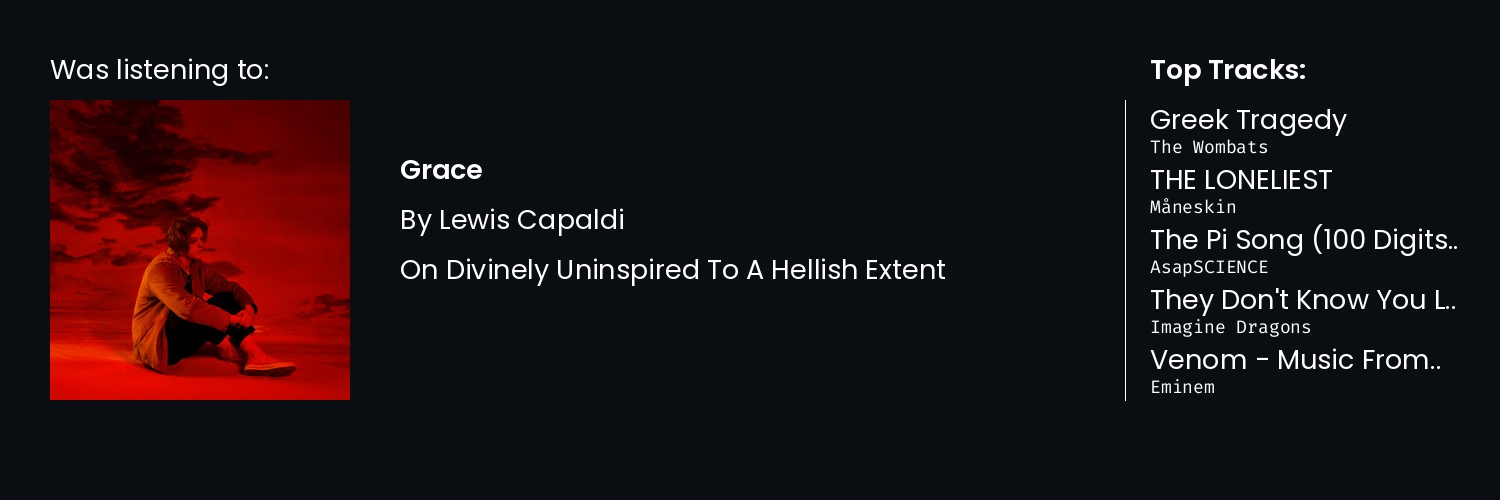 Was listening to:
Grace
By Lewis Capaldi
On Divinely Uninspired To A Hellish Extent
Top Tracks:
Greek Tragedy
The Wombats
THE LONELIEST
Måneskin
The Pi Song (100 Digits..
AsapSCIENCE
They Don't Know You L..
Imagine Dragons
Venom - Music From..
Eminem